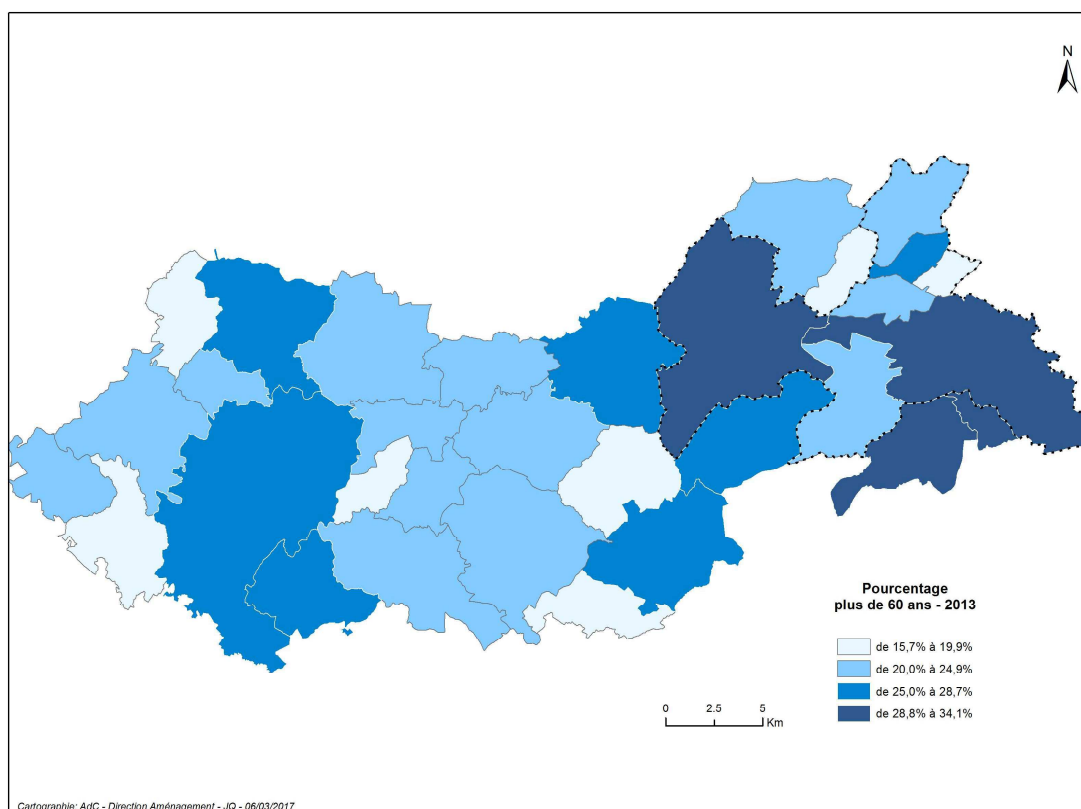 N
Pourcentage
plus de 60 ans - 2013
de 15,7% à 19,9%
de 20,0% à 24,9%
de 25,0% à 28,7%
de 28,8% à 34,1%
0 2.5 5
Km
Cartographie: AdC - Direction Aménagement - JQ - 06/03/2017